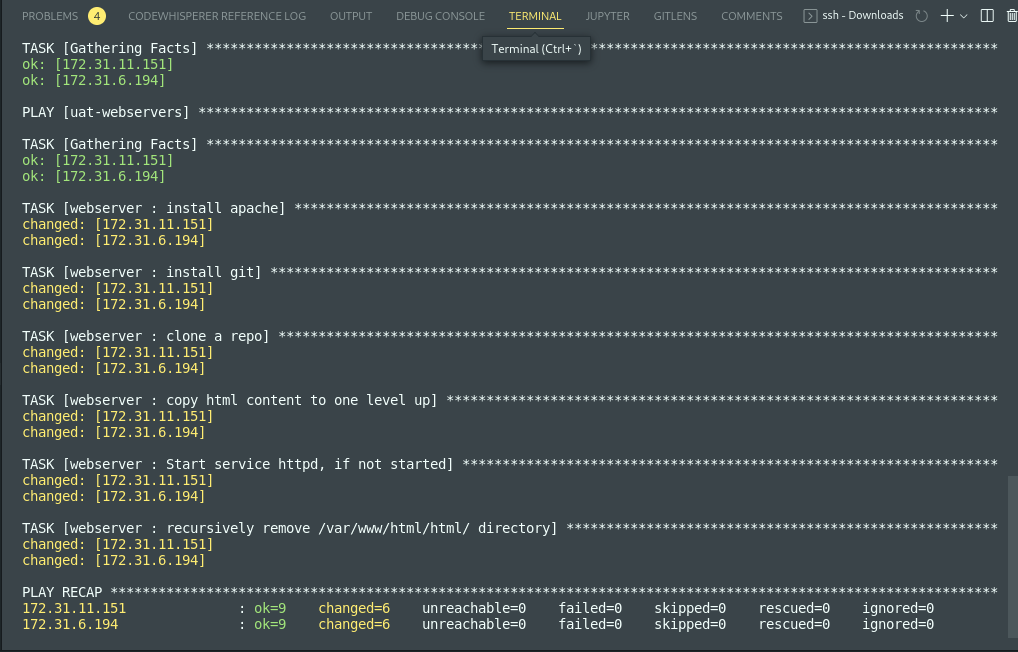 PROBLEMS 4 CODEWHISPERER REFERENCE LOG OUTPUT DEBUG CONSOLE TERMINAL JUPYTER GITLENS COMMENTS ssh - Downloads
Terminal (Ctrl+`)
TASK [Gathering Facts] ****************************************************************************************************
ok: [172.31.11.151]
ok: [172.31.6.194]
PLAY [uat-webservers] ****************************************************************************************************
TASK [Gathering Facts] ***************************************************************************************************
ok: [172.31.11.151]
ok: [172.31.6.194]
TASK [webserver : install apache] ****************************************************************************************
changed: [172.31.11.151]
changed: [172.31.6.194]
TASK [webserver : install git] *******************************************************************************************
changed: [172.31.11.151]
changed: [172.31.6.194]
TASK [webserver : clone a repo] ******************************************************************************************
changed: [172.31.11.151]
changed: [172.31.6.194]
TASK [webserver : copy html content to one level up] *********************************************************************
changed: [172.31.11.151]
changed: [172.31.6.194]
TASK [webserver : Start service httpd, if not started] *******************************************************************
changed: [172.31.11.151]
changed: [172.31.6.194]
TASK [webserver : recursively remove /var/www/html/html/ directory] ******************************************************
changed: [172.31.11.151]
changed: [172.31.6.194]
PLAY RECAP ***************************************************************************************************************
172.31.11.151 : ok=9 changed=6 unreachable=0 failed=0 skipped=0 rescued=0 ignored=0
172.31.6.194 : ok=9 changed=6 unreachable=0 failed=0 skipped=0 rescued=0 ignored=0